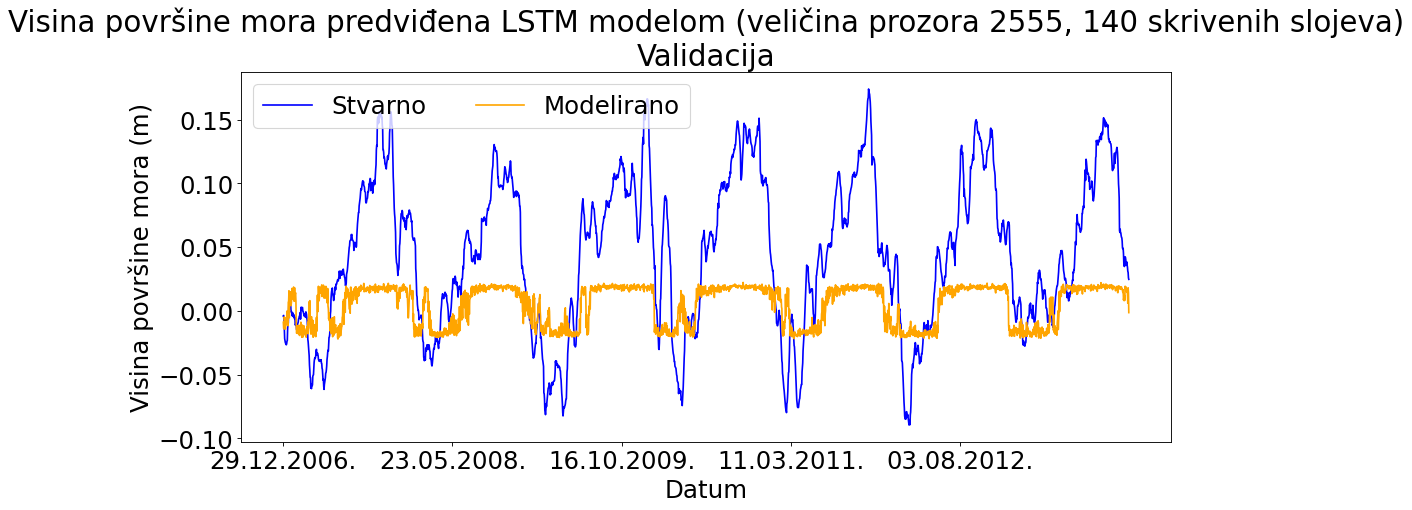 Visina površine mora predviđena LSTM modelom (veličina prozora 2555, 140 skrivenih slojeva)
Validacija
Stvarno Modelirano
Visina površine mora (m)
0.15
0.10
0.05
0.00
−0.05
−0.10
29.12.2006. 23.05.2008. 16.10.2009. 11.03.2011. 03.08.2012.
Datum